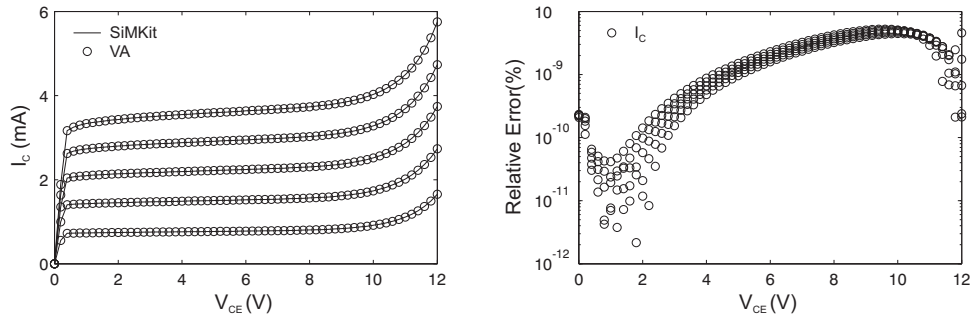 SiMKit
VA
I_C (mA)
6
4
2
0
0 2 4 6 8 10 12
V_CE (V)
I_C
Relative Error(%)
10^-8
10^-9
10^-10
10^-11
10^-12
0 2 4 6 8 10 12
V_CE (V)